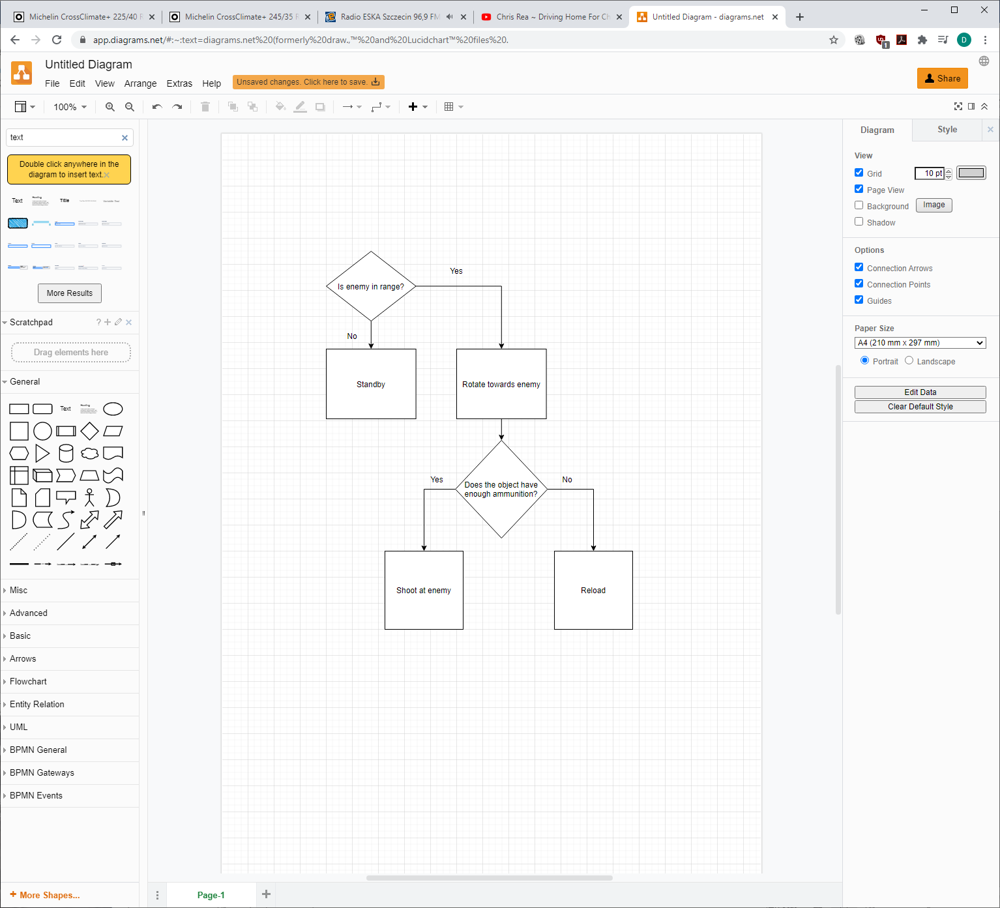 Michelin CrossClimate+ 225/40 R
Michelin CrossClimate+ 245/35 R
Radio ESKA Szczecin 96,9 FM
Chris Rea ~ Driving Home For Ch
Untitled Diagram - diagrams.net
app.diagrams.net/#:~:text=diagrams.net%20(formerly%20draw.,™%20and%20Lucidchart™%20files%20.
1
D
Untitled Diagram
File Edit View Arrange Extras Help
Unsaved changes. Click here to save.
Share
100%
text
Double click anywhere in the
diagram to insert text.
Text Heading Title Variable Text
More Results
Scratchpad
?
Drag elements here
General
Text Heading
Misc
Advanced
Basic
Arrows
Flowchart
Entity Relation
UML
BPMN General
BPMN Gateways
BPMN Events
+ More Shapes...
Is enemy in range?
Yes
No
Standby
Rotate towards enemy
Yes
Does the object have
enough ammunition?
No
Shoot at enemy
Reload
Page-1
Diagram
Style
View
Grid
10 pt
Page View
Background
Image
Shadow
Options
Connection Arrows
Connection Points
Guides
Paper Size
A4 (210 mm x 297 mm)
Portrait
Landscape
Edit Data
Clear Default Style